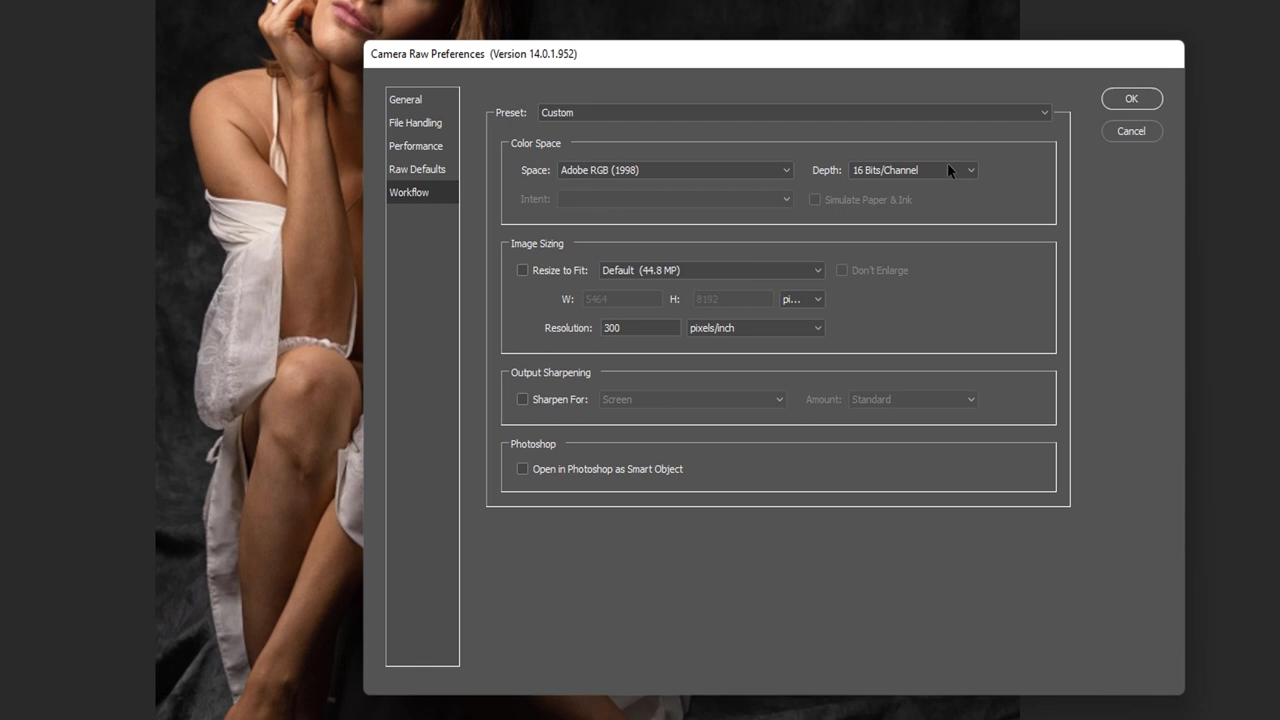 Camera Raw Preferences (Version 14.0.1.952)
General
File Handling
Performance
Raw Defaults
Workflow
Preset: Custom
OK
Cancel
Color Space
Space: Adobe RGB (1998) Depth: 16 Bits/Channel
Intent: Simulate Paper & Ink
Image Sizing
Resize to Fit: Default (44.8 MP) Don't Enlarge
W: 5464 H: 8192 pi...
Resolution: 300 pixels/inch
Output Sharpening
Sharpen For: Screen Amount: Standard
Photoshop
Open in Photoshop as Smart Object